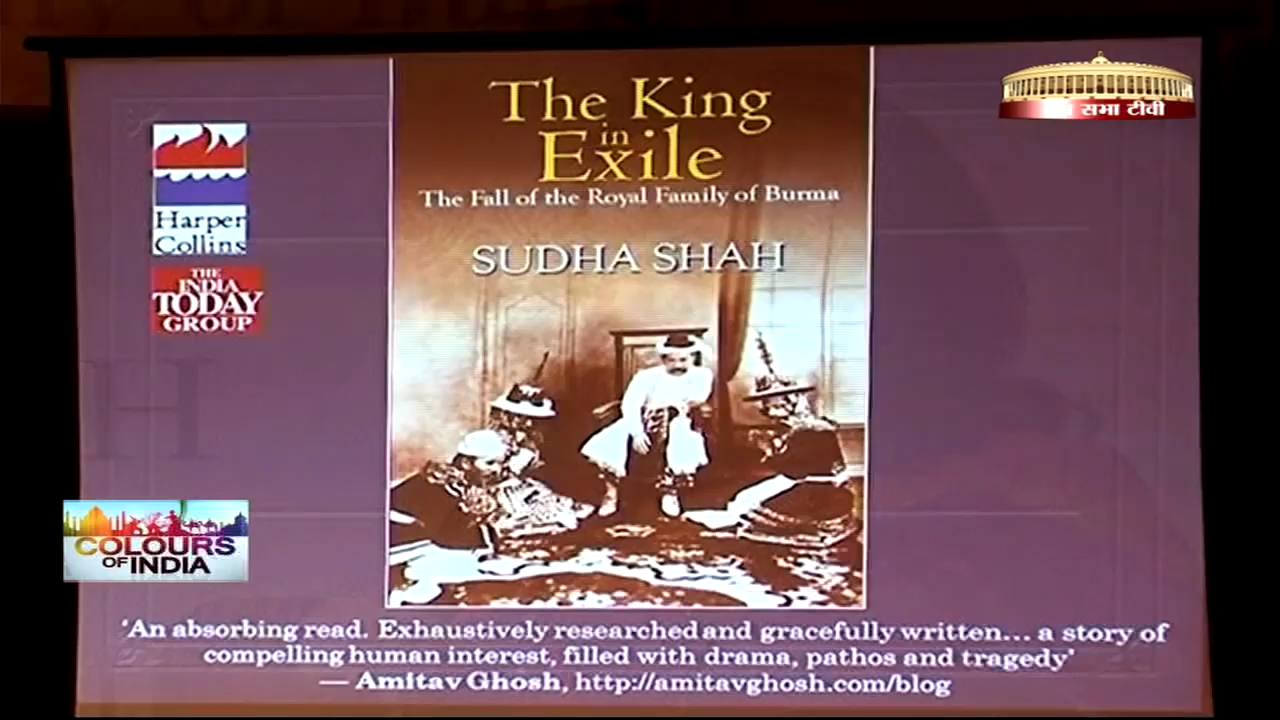 The King
in
Exile
The Fall of the Royal Family of Burma
SUDHA SHAH
Harper
Collins
THE
INDIA
TODAY
GROUP
सभा टीवी
COLOURS
OF INDIA
'An absorbing read. Exhaustively researched and gracefully written... a story of
compelling human interest, filled with drama, pathos and tragedy'
— Amitav Ghosh, http://amitavghosh.com/blog